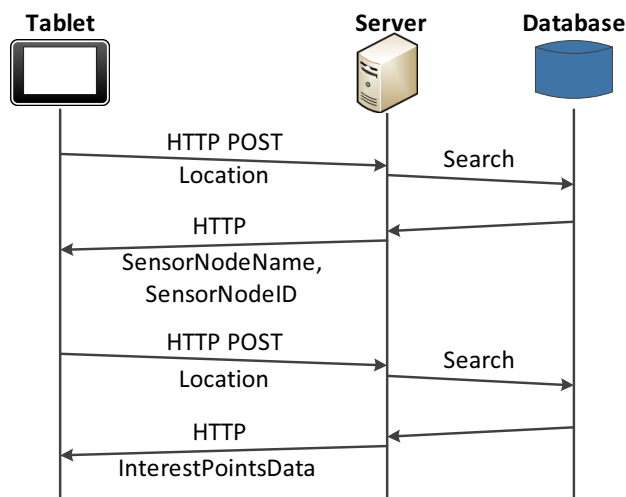 Tablet
Server
Database
HTTP POST
Location
Search
HTTP
SensorNodeName,
SensorNodeID
HTTP POST
Location
Search
HTTP
InterestPointsData